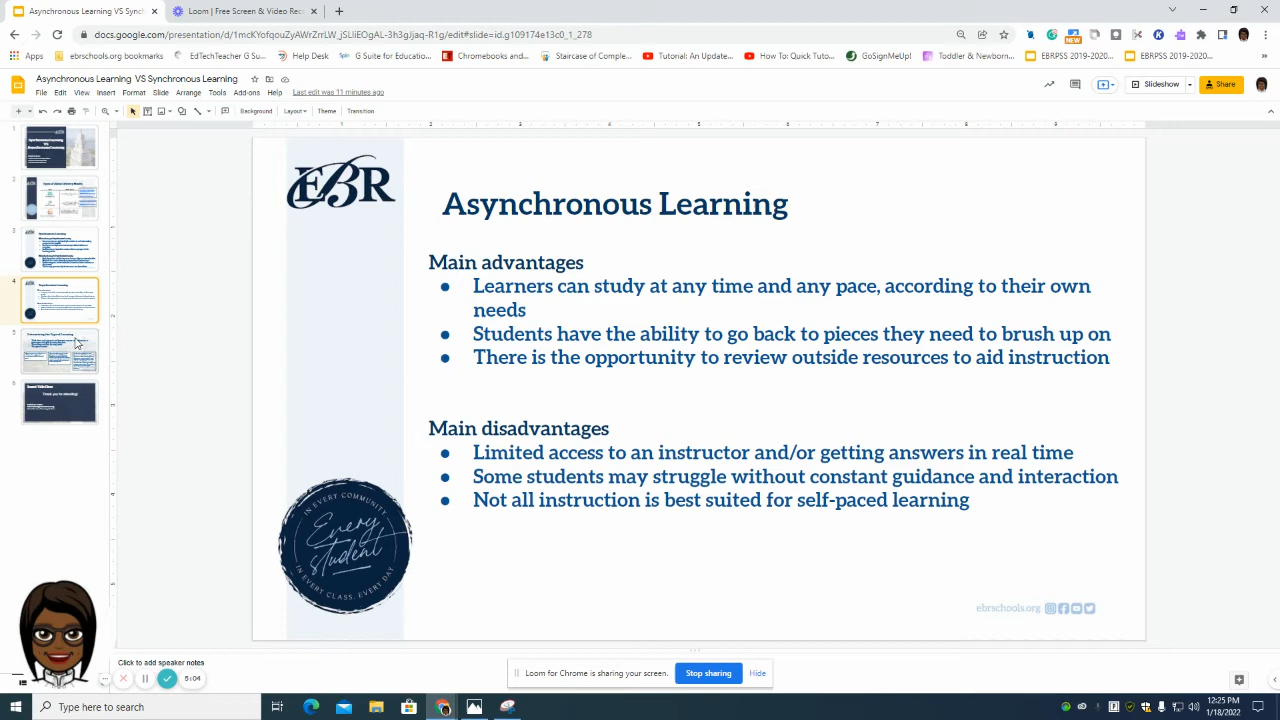 Asynchronous Learning VS Synch
Loom | Free Screen & Video Rec
docs.google.com/presentation/d/1mcKYofqouZyAWrZrrLW_jSLIiEOgAL-3h3gJjaq-R1g/edit#slide=id.g109174e13c0_1_278
NEW
Apps
Canvas
EdTechTeacher G Su...
Space for Educatio...
Chromebooks and...
Staircase of Comple...
Tutorial: An Update...
How To: Quick Tuto...
GoSignMeUp!
Toddler & Newborn...
EBRPSS 2019-2020...
EBRPSS 2019-2020...
Asynchronous Learning VS Synchronous Learning
File Edit View Insert Format Slide Arrange Tools Add-ons Help Last edit was 11 minutes ago
Slideshow
Share
Background Layout Theme Transition
EBR
Asynchronous Learning
Main advantages
● Learners can study at any time and any pace, according to their own
needs
● Students have the ability to go back to pieces they need to brush up on
● There is the opportunity to review outside resources to aid instruction
Main disadvantages
● Limited access to an instructor and/or getting answers in real time
● Some students may struggle without constant guidance and interaction
● Not all instruction is best suited for self-paced learning
IN EVERY COMMUNITY
Every
student
IN EVERY CLASS. EVERY DAY
ebrschools.org
Click to add speaker notes
5:04
Loom for Chrome is sharing your screen.
Stop sharing
Hide
Type here to search
12:25 PM
1/18/2022